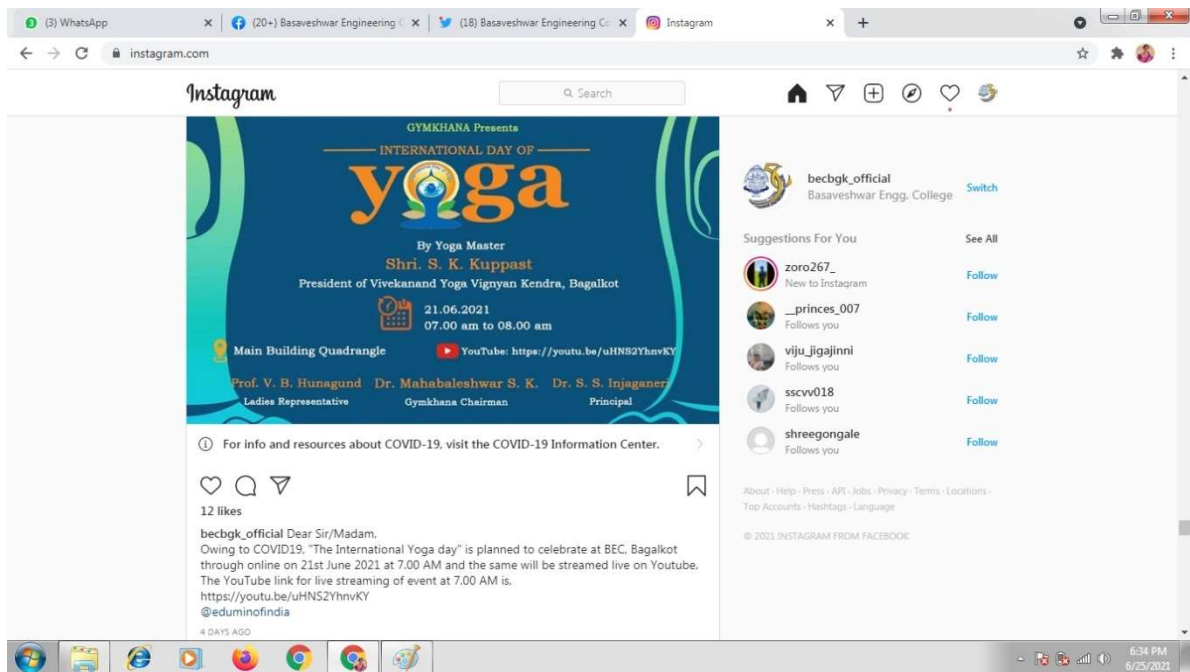 (3) WhatsApp
(20+) Basaveshwar Engineering C
(18) Basaveshwar Engineering Co
Instagram
instagram.com
Instagram
Search
GYMKHANA Presents
INTERNATIONAL DAY OF
yoga
By Yoga Master
Shri. S. K. Kuppast
President of Vivekanand Yoga Vignyan Kendra, Bagalkot
21.06.2021
07.00 am to 08.00 am
Main Building Quadrangle
YouTube: https://youtu.be/uHNS2YhnvKY
Prof. V. B. Hunagund Dr. Mahabaleshwar S. K. Dr. S. S. Injaganeri
Ladies Representative Gymkhana Chairman Principal
For info and resources about COVID-19, visit the COVID-19 Information Center.
12 likes
becbgk_official Dear Sir/Madam,
Owing to COVID19, "The International Yoga day" is planned to celebrate at BEC, Bagalkot
through online on 21st June 2021 at 7.00 AM and the same will be streamed live on Youtube.
The YouTube link for live streaming of event at 7.00 AM is,
https://youtu.be/uHNS2YhnvKY
@eduminofindia
4 DAYS AGO
becbgk_official
Basaveshwar Engg. College
Switch
Suggestions For You
See All
zoro267_
New to Instagram
Follow
__princes_007
Follows you
Follow
viju_jigajinni
Follows you
Follow
sscvv018
Follows you
Follow
shreegongale
Follows you
Follow
About · Help · Press · API · Jobs · Privacy · Terms · Locations ·
Top Accounts · Hashtags · Language
© 2021 INSTAGRAM FROM FACEBOOK
6:34 PM
6/25/2021